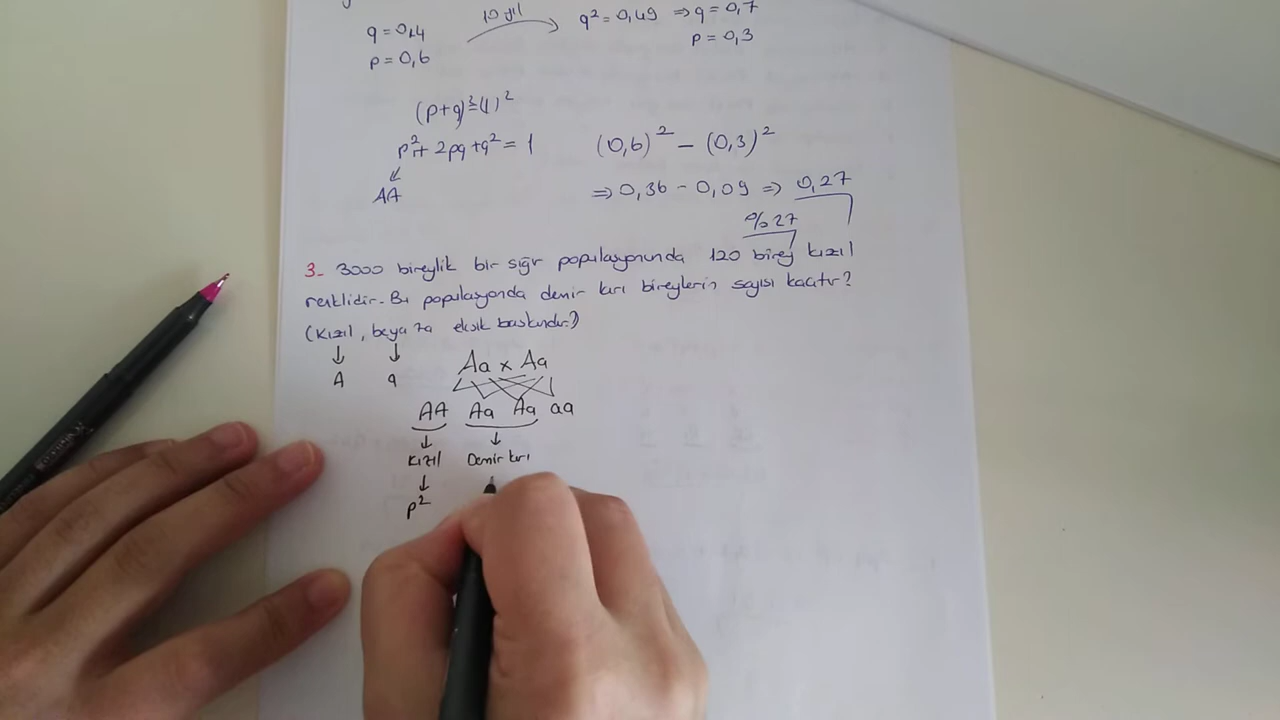 q = 0,4
p = 0,6
10 yıl
q² = 0,49 ⇒ q = 0,7
p = 0,3
(p+q)²=(1)²
p²+ 2pq + q² = 1
AA
(0,6)² – (0,3)²
⇒ 0,36 - 0,09 ⇒ 0,27
% 27
3- 3000 bireylik bir sığır populasyonunda 120 birey kızıl
renklidir. Bu populasyonda demir kırı bireylerin sayısı kaçtır?
(Kızıl, beyaza eksik baskındır.)
↓ ↓
A a
Aa x Aa
AA Aa Aa aa
↓ ↓
Kızıl Demir kırı
↓
p²